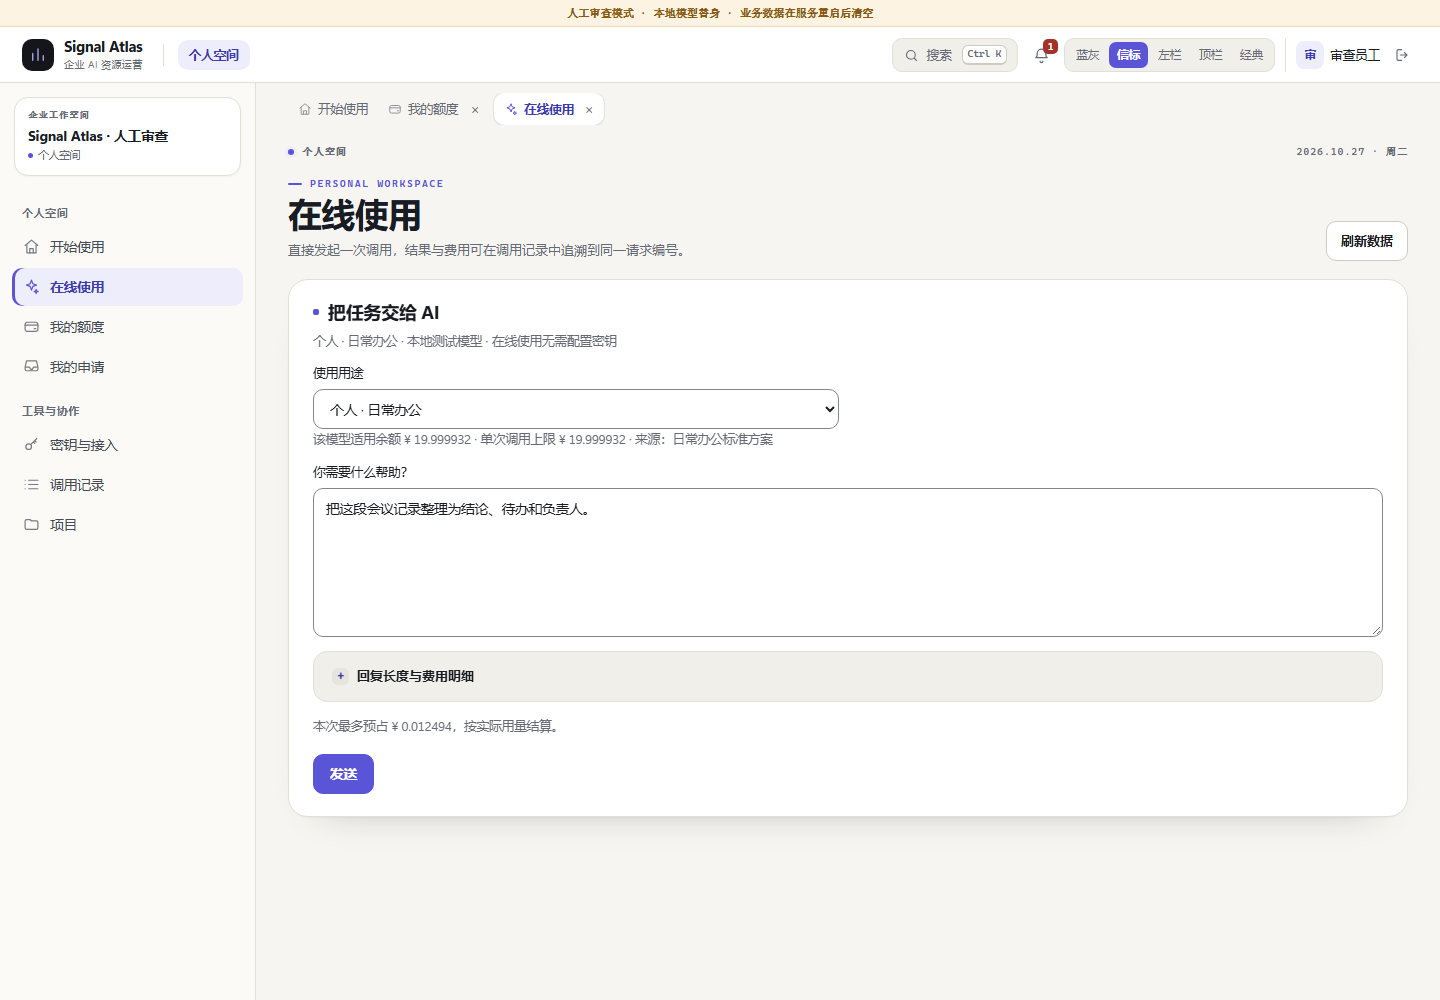 人工审查模式 · 本地模型替身 · 业务数据在服务重启后清空
Signal Atlas
企业 AI 资源运营
个人空间
搜索 Ctrl K
1
蓝灰 信标 左栏 顶栏 经典
审 审查员工
企业工作空间
Signal Atlas · 人工审查
个人空间
个人空间
开始使用
在线使用
我的额度
我的申请
工具与协作
密钥与接入
调用记录
项目
开始使用 我的额度 × 在线使用 ×
个人空间
2026.10.27 · 周二
PERSONAL WORKSPACE
在线使用
直接发起一次调用，结果与费用可在调用记录中追溯到同一请求编号。
刷新数据
把任务交给 AI
个人 · 日常办公 · 本地测试模型 · 在线使用无需配置密钥
使用用途
个人 · 日常办公
该模型适用余额 ¥ 19.999932 · 单次调用上限 ¥ 19.999932 · 来源：日常办公标准方案
你需要什么帮助？
把这段会议记录整理为结论、待办和负责人。
+ 回复长度与费用明细
本次最多预占 ¥ 0.012494，按实际用量结算。
发送